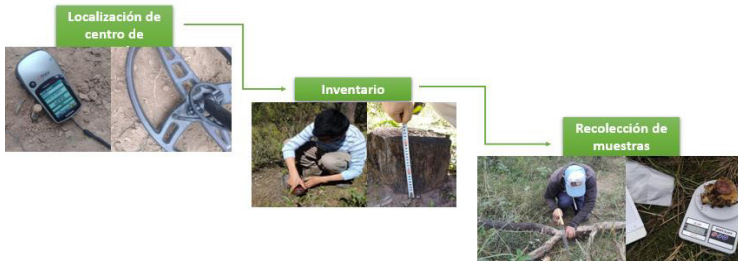 Localización de
centro de
Inventario
Recolección de
muestras